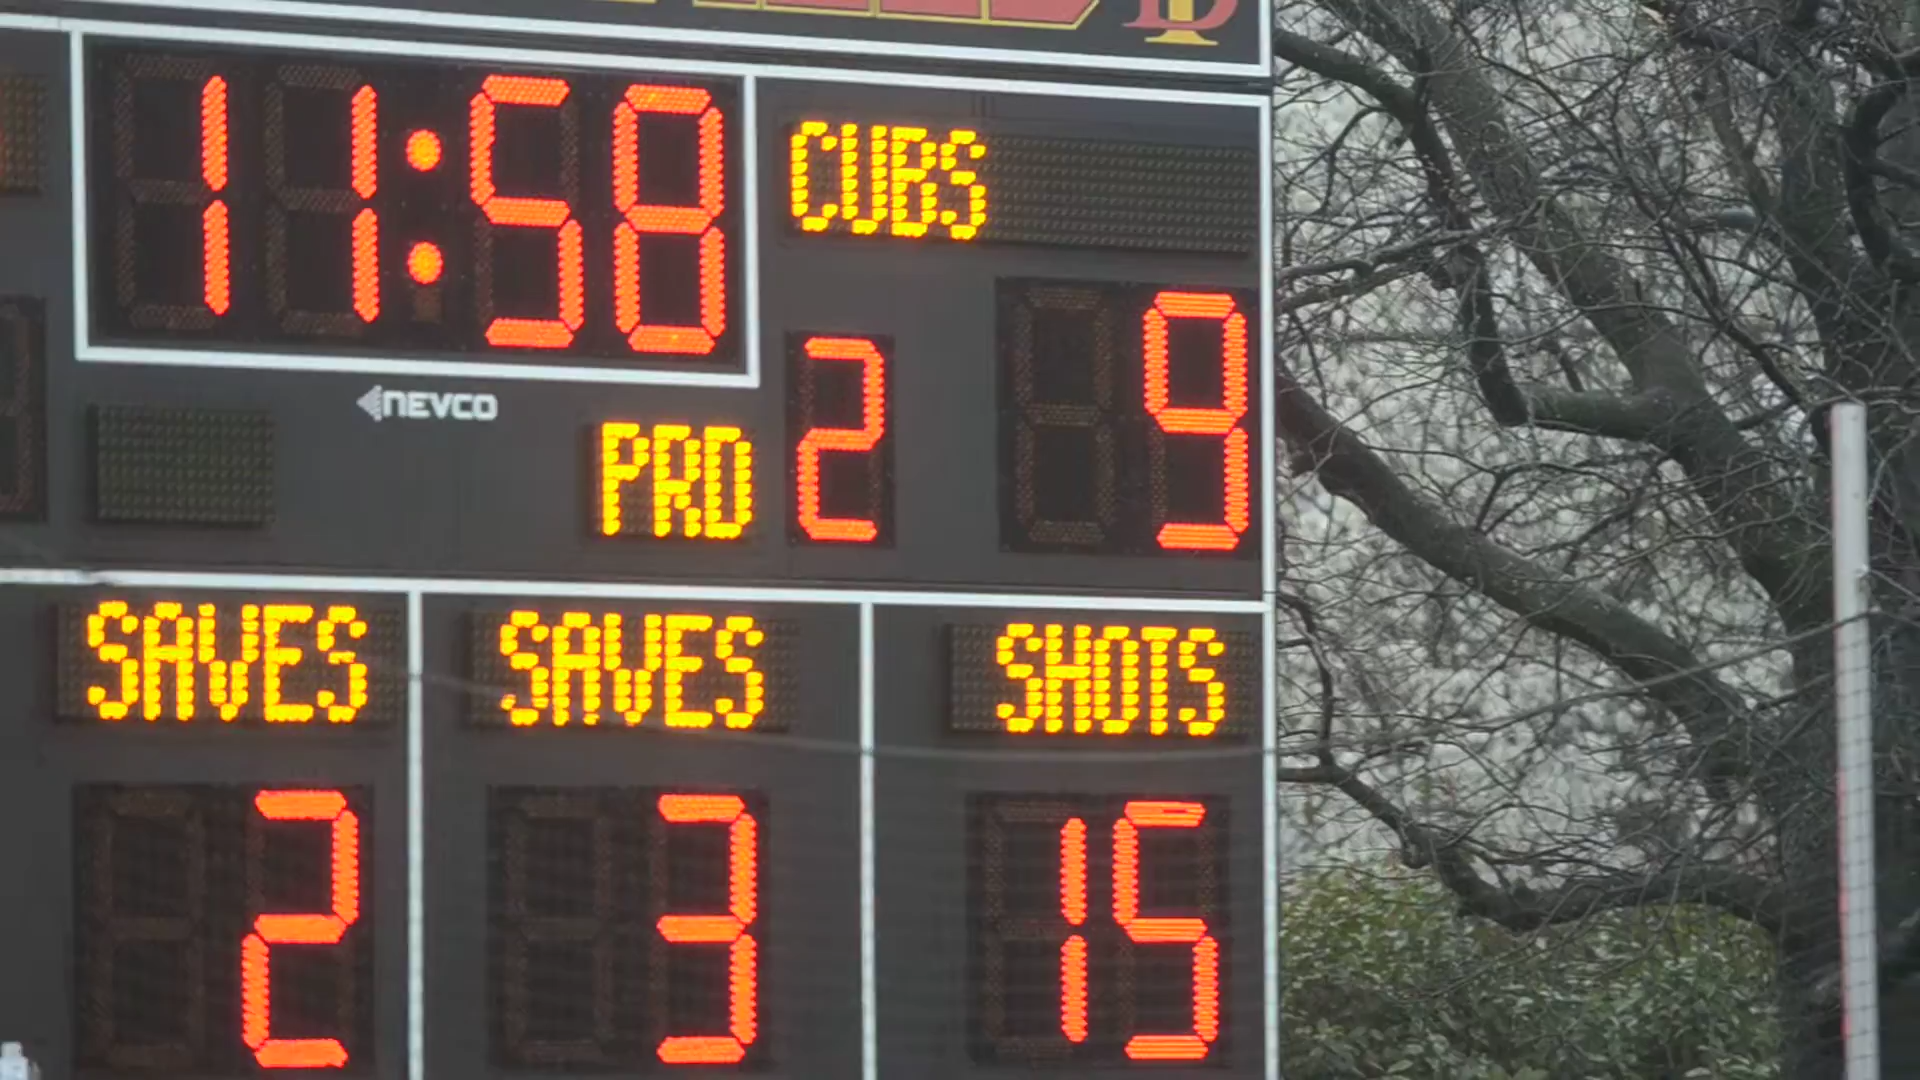 11:58
CUBS
9
NEVCO
PRD 2
SAVES SAVES SHOTS
2 3 15